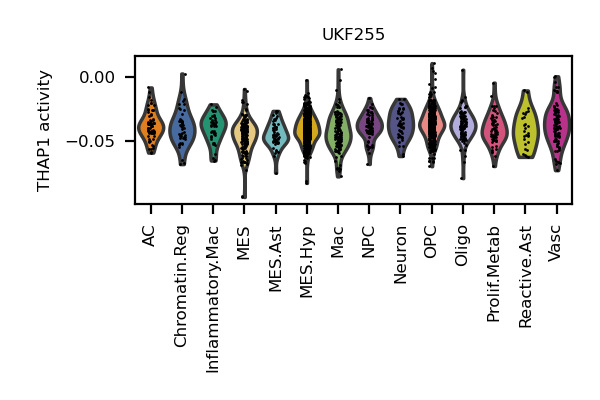 UKF255
THAP1 activity
0.00
−0.05
AC
Chromatin.Reg
Inflammatory.Mac
MES
MES.Ast
MES.Hyp
Mac
NPC
Neuron
OPC
Oligo
Prolif.Metab
Reactive.Ast
Vasc